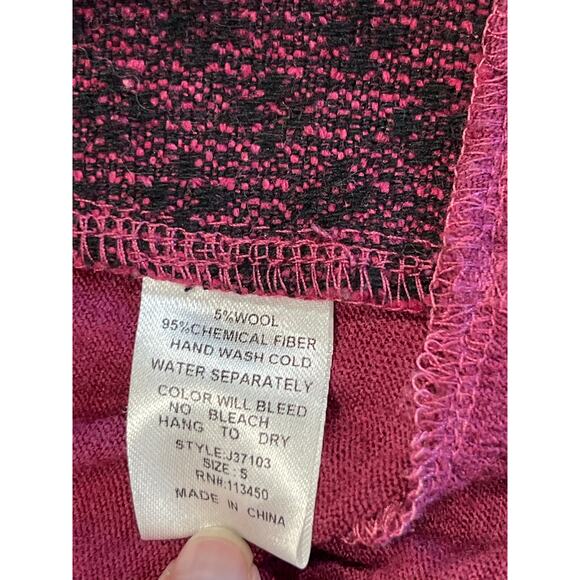 5%WOOL
95%CHEMICAL FIBER
HAND WASH COLD
WATER SEPARATELY
COLOR WILL BLEED
NO BLEACH
HANG TO DRY
STYLE:J37103
SIZE: S
RN#:113450
MADE IN CHINA